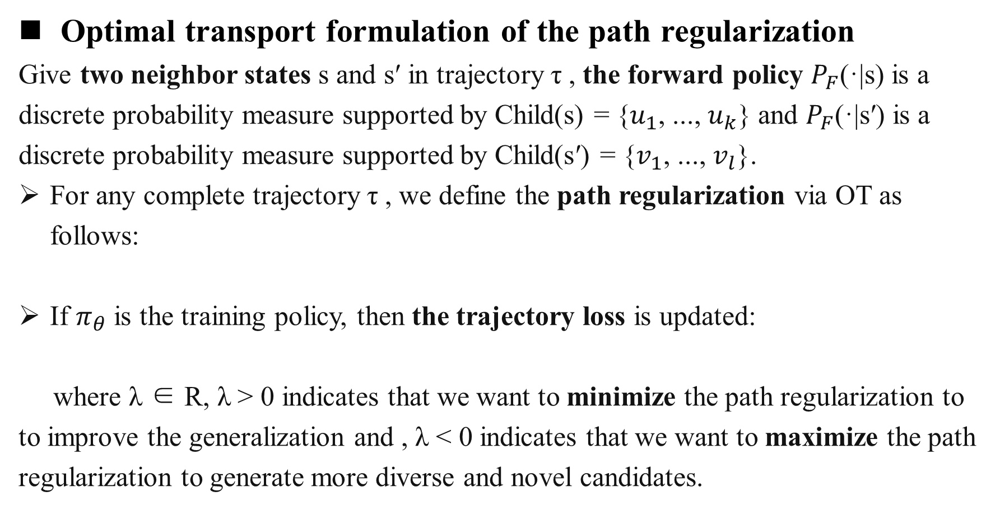 ■ Optimal transport formulation of the path regularization
Give two neighbor states s and s′ in trajectory τ , the forward policy P_F(·|s) is a
discrete probability measure supported by Child(s) = {u_1, ..., u_k} and P_F(·|s′) is a
discrete probability measure supported by Child(s′) = {v_1, ..., v_l}.
➢ For any complete trajectory τ , we define the path regularization via OT as
follows:
➢ If π_θ is the training policy, then the trajectory loss is updated:
where λ ∈ R, λ > 0 indicates that we want to minimize the path regularization to
to improve the generalization and , λ < 0 indicates that we want to maximize the path
regularization to generate more diverse and novel candidates.